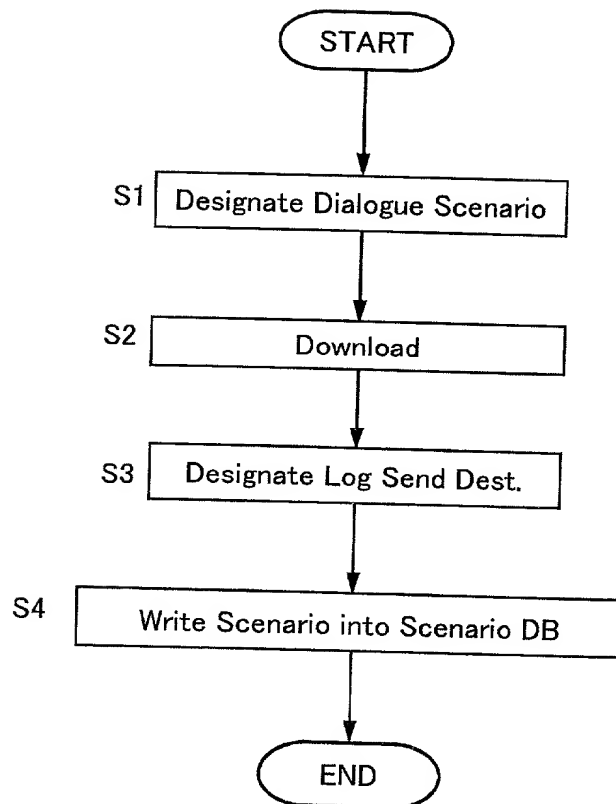 START
S1 Designate Dialogue Scenario
S2 Download
S3 Designate Log Send Dest.
S4 Write Scenario into Scenario DB
END